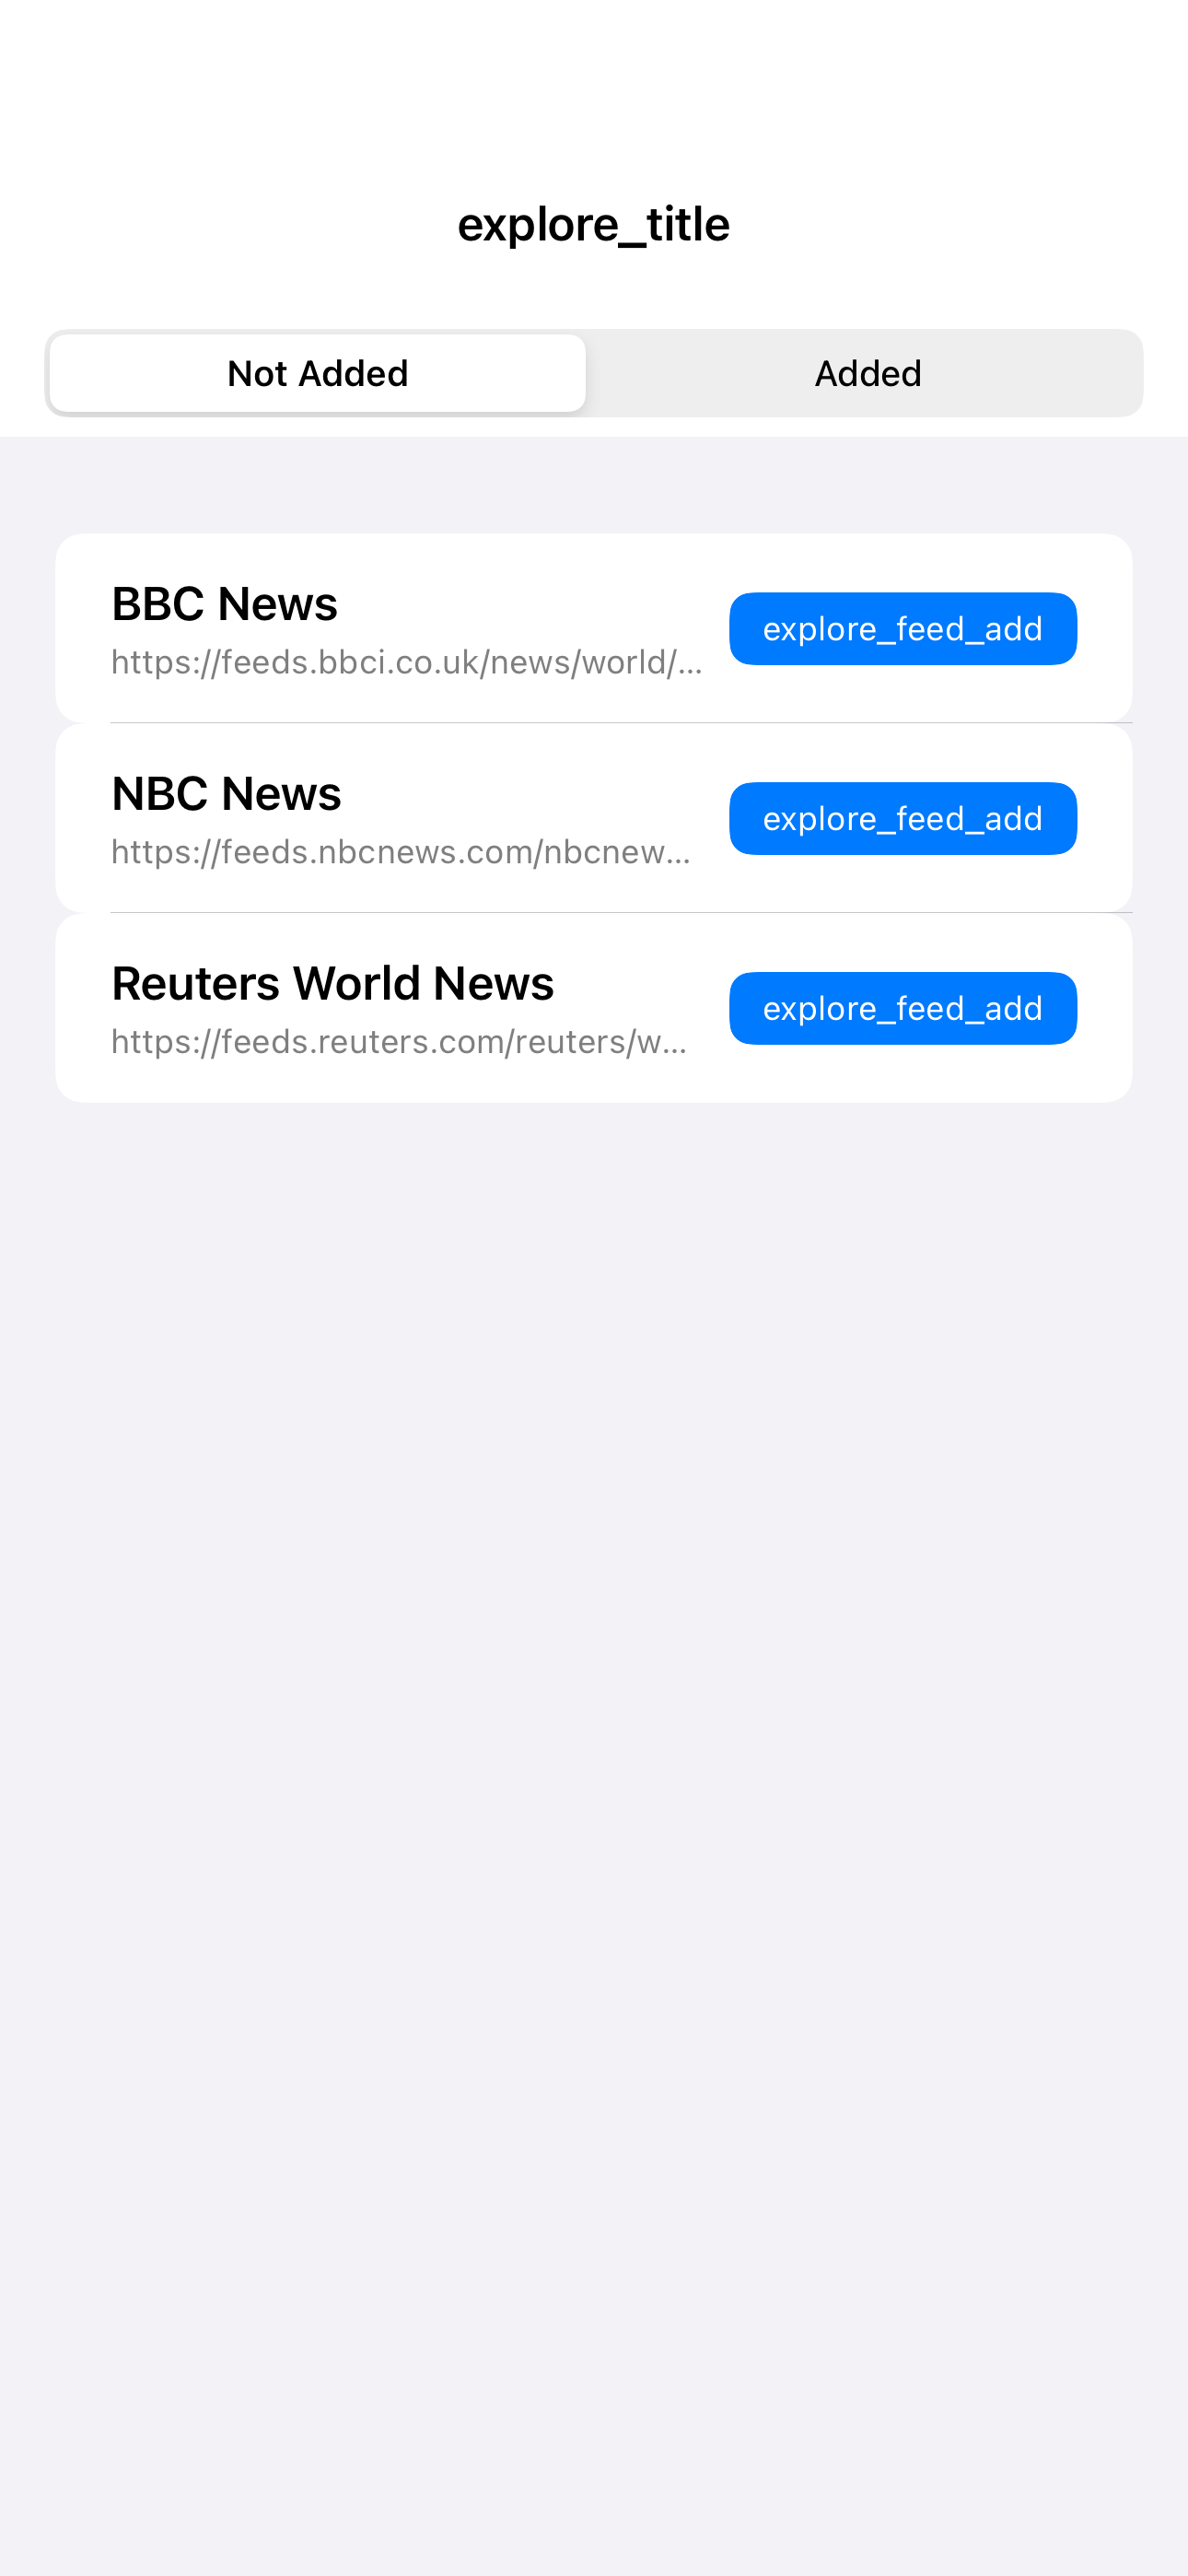 explore_title
Not Added
Added
BBC News
explore_feed_add
https://feeds.bbci.co.uk/news/world/...
NBC News
explore_feed_add
https://feeds.nbcnews.com/nbcnew...
Reuters World News
explore_feed_add
https://feeds.reuters.com/reuters/w...